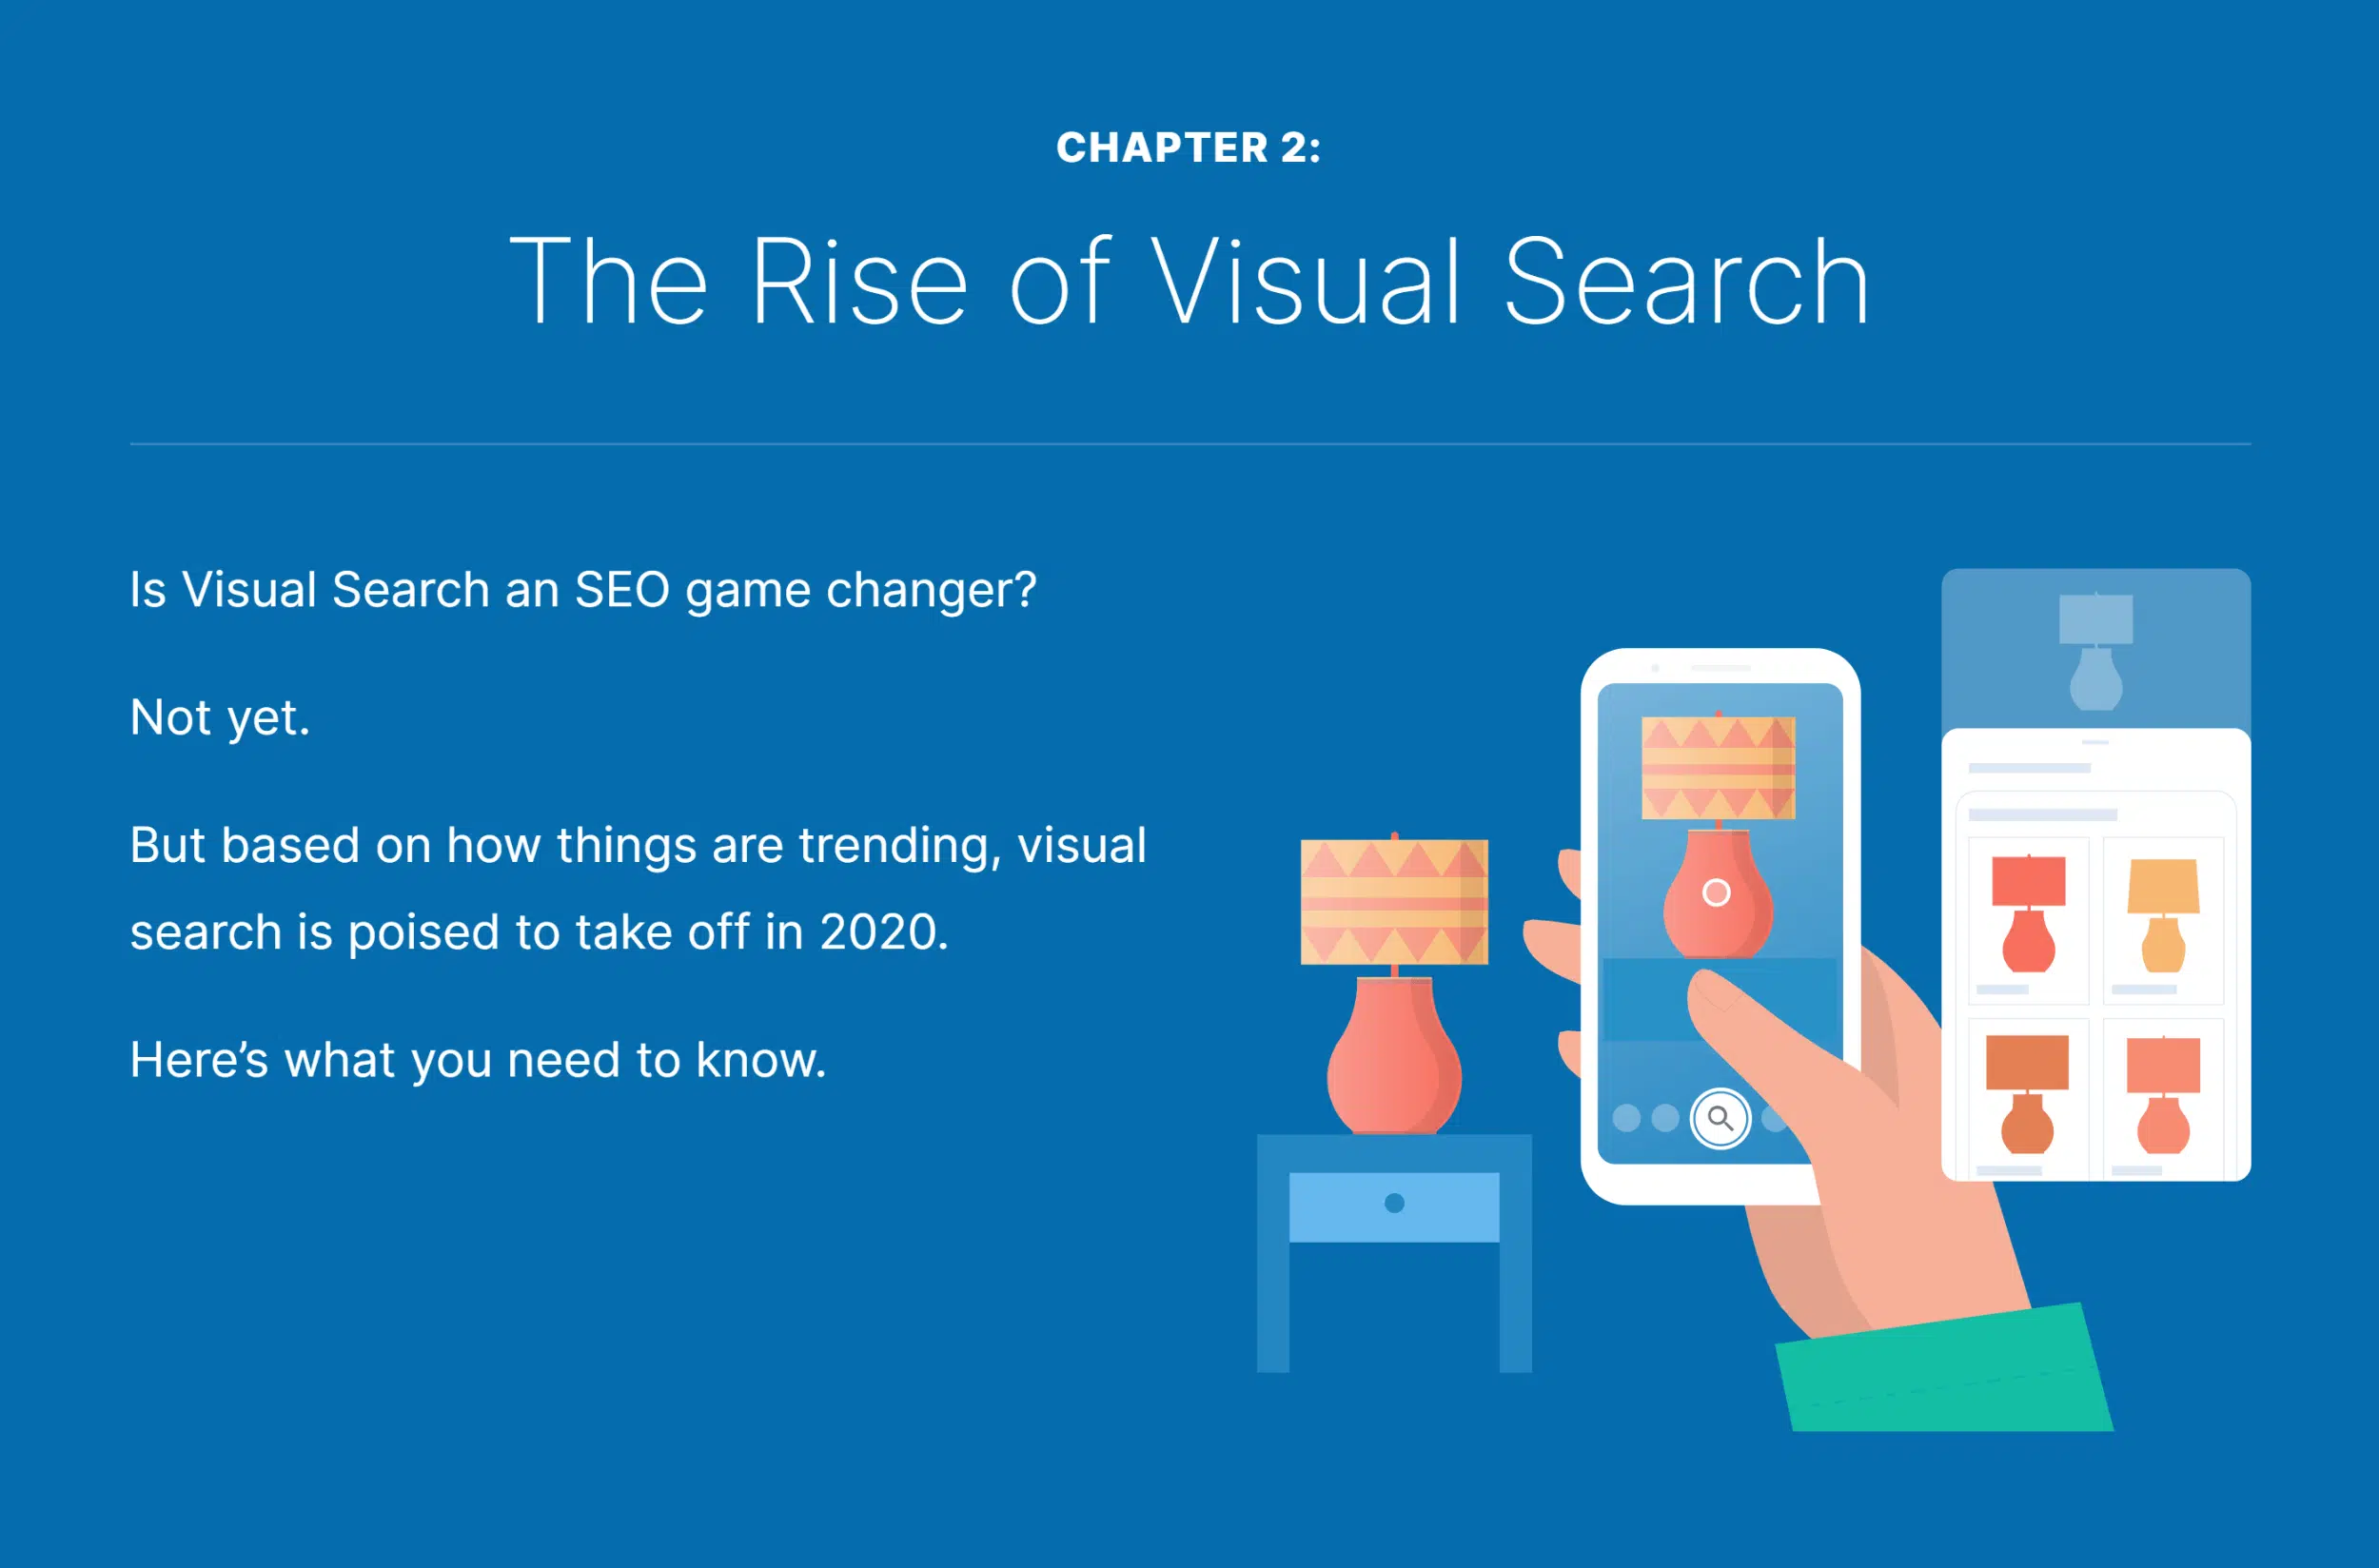 CHAPTER 2:
The Rise of Visual Search
Is Visual Search an SEO game changer?
Not yet.
But based on how things are trending, visual
search is poised to take off in 2020.
Here’s what you need to know.